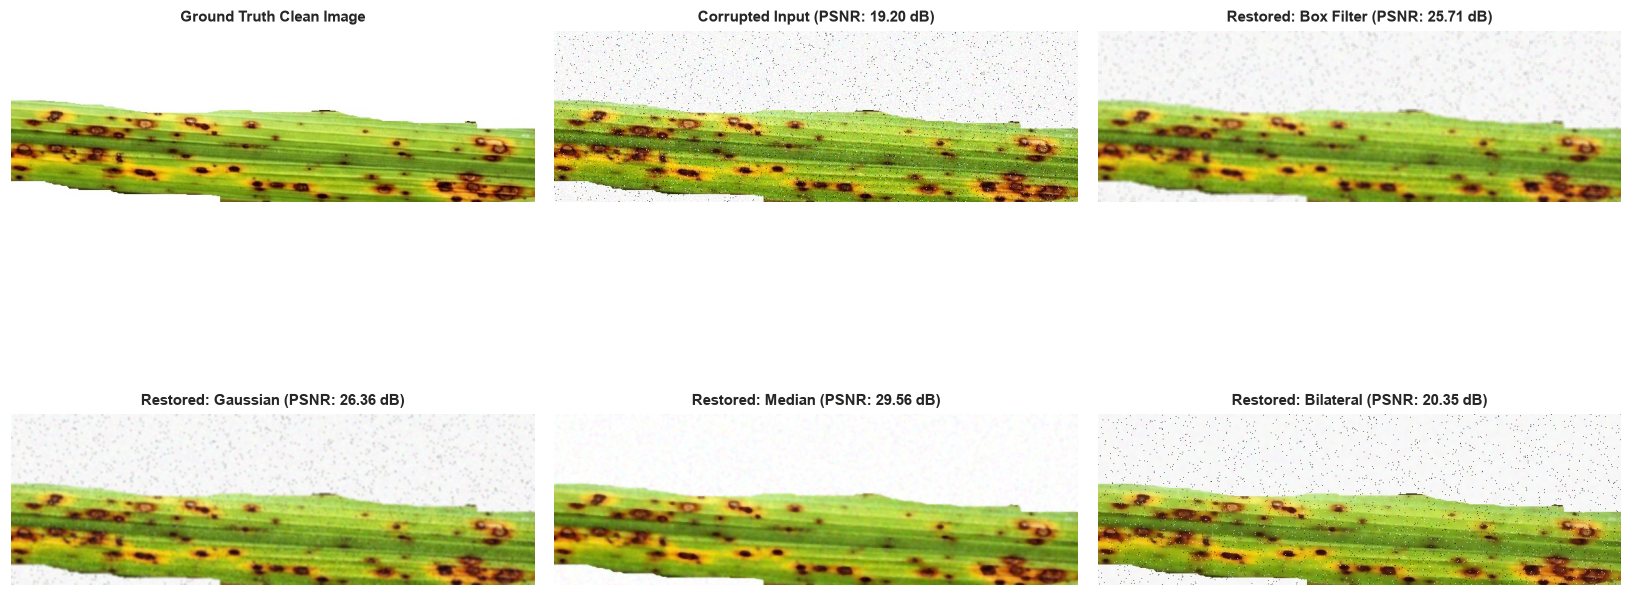 Ground Truth Clean Image
Corrupted Input (PSNR: 19.20 dB)
Restored: Box Filter (PSNR: 25.71 dB)
Restored: Gaussian (PSNR: 26.36 dB)
Restored: Median (PSNR: 29.56 dB)
Restored: Bilateral (PSNR: 20.35 dB)